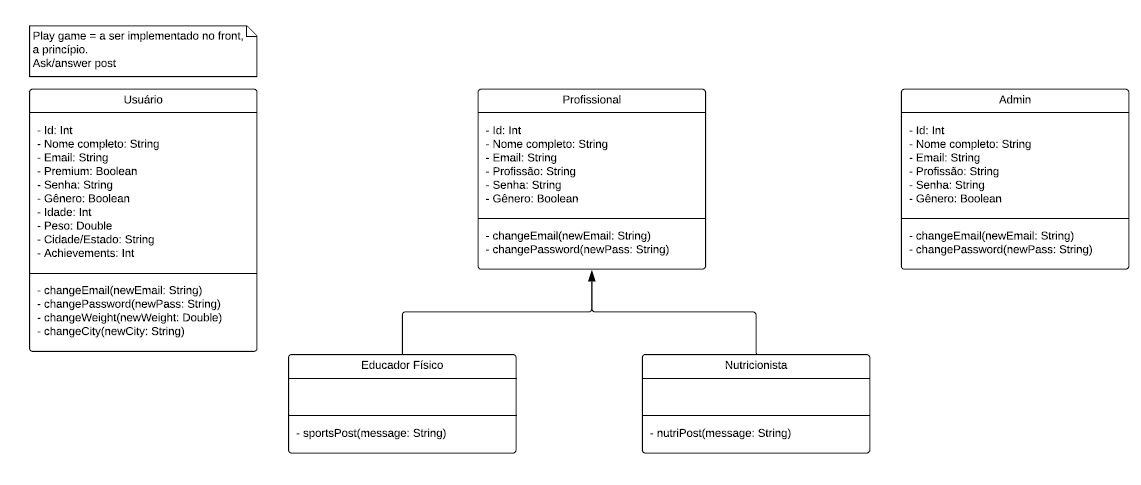 Play game = a ser implementado no front,
a princípio.
Ask/answer post
Usuário
- Id: Int
- Nome completo: String
- Email: String
- Premium: Boolean
- Senha: String
- Gênero: Boolean
- Idade: Int
- Peso: Double
- Cidade/Estado: String
- Achievements: Int
- changeEmail(newEmail: String)
- changePassword(newPass: String)
- changeWeight(newWeight: Double)
- changeCity(newCity: String)
Profissional
- Id: Int
- Nome completo: String
- Email: String
- Profissão: String
- Senha: String
- Gênero: Boolean
- changeEmail(newEmail: String)
- changePassword(newPass: String)
Admin
- Id: Int
- Nome completo: String
- Email: String
- Profissão: String
- Senha: String
- Gênero: Boolean
- changeEmail(newEmail: String)
- changePassword(newPass: String)
Educador Físico
- sportsPost(message: String)
Nutricionista
- nutriPost(message: String)